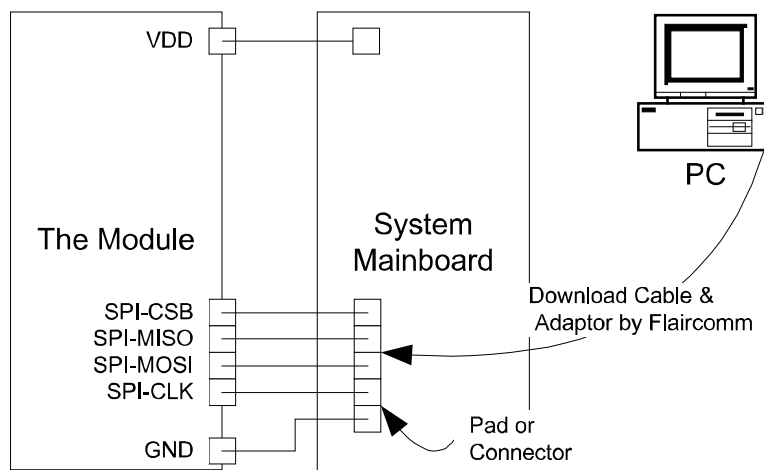 VDD
The Module
System
Mainboard
PC
SPI-CSB
SPI-MISO
SPI-MOSI
SPI-CLK
GND
Download Cable &
Adaptor by Flaircomm
Pad or
Connector